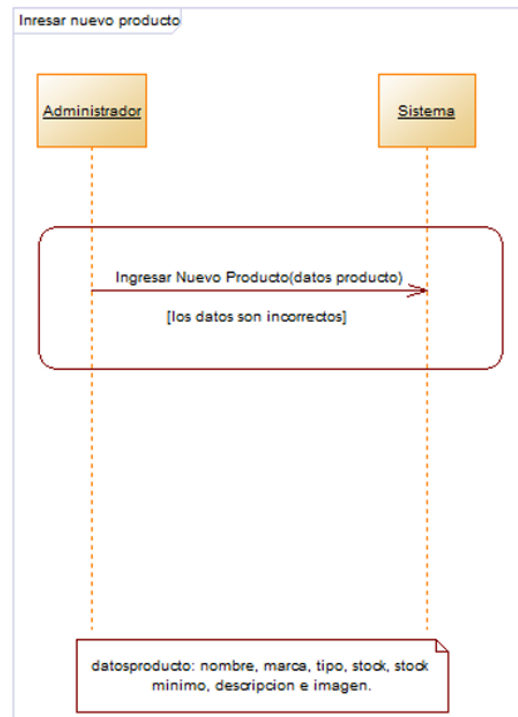 Inresar nuevo producto
Administrador
Sistema
Ingresar Nuevo Producto(datos producto)
[los datos son incorrectos]
datosproducto: nombre, marca, tipo, stock, stock
minimo, descripcion e imagen.